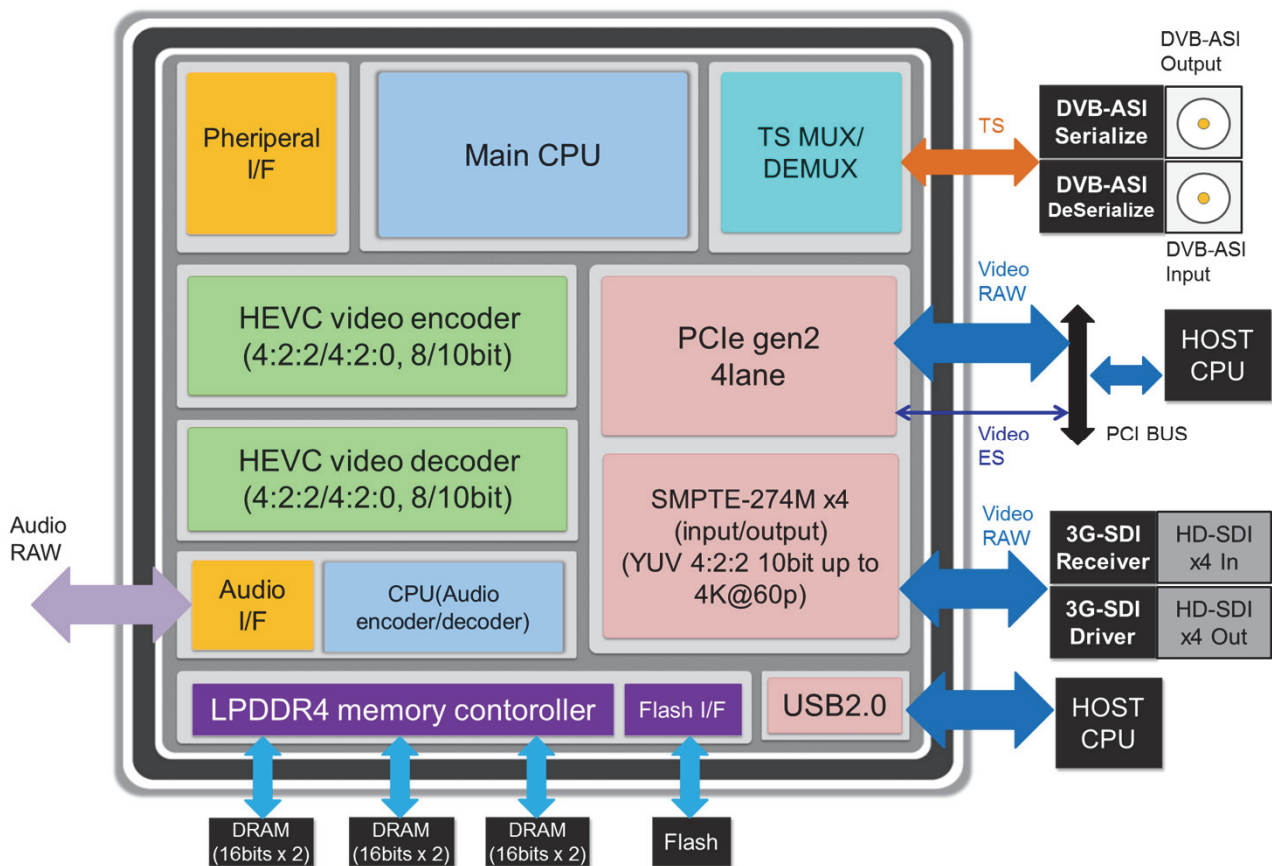 DVB-ASI
Output
Pheripheral
I/F
Main CPU
TS MUX/
DEMUX
TS
DVB-ASI
Serialize
DVB-ASI
DeSerialize
DVB-ASI
Input
HEVC video encoder
(4:2:2/4:2:0, 8/10bit)
PCIe gen2
4lane
Video
RAW
HOST
CPU
Video
ES
PCI BUS
HEVC video decoder
(4:2:2/4:2:0, 8/10bit)
SMPTE-274M x4
(input/output)
(YUV 4:2:2 10bit up to
4K@60p)
Video
RAW
3G-SDI
Receiver
HD-SDI
x4 In
3G-SDI
Driver
HD-SDI
x4 Out
Audio
RAW
Audio
I/F
CPU(Audio
encoder/decoder)
LPDDR4 memory contoroller
Flash I/F
USB2.0
HOST
CPU
DRAM
(16bits x 2)
DRAM
(16bits x 2)
DRAM
(16bits x 2)
Flash